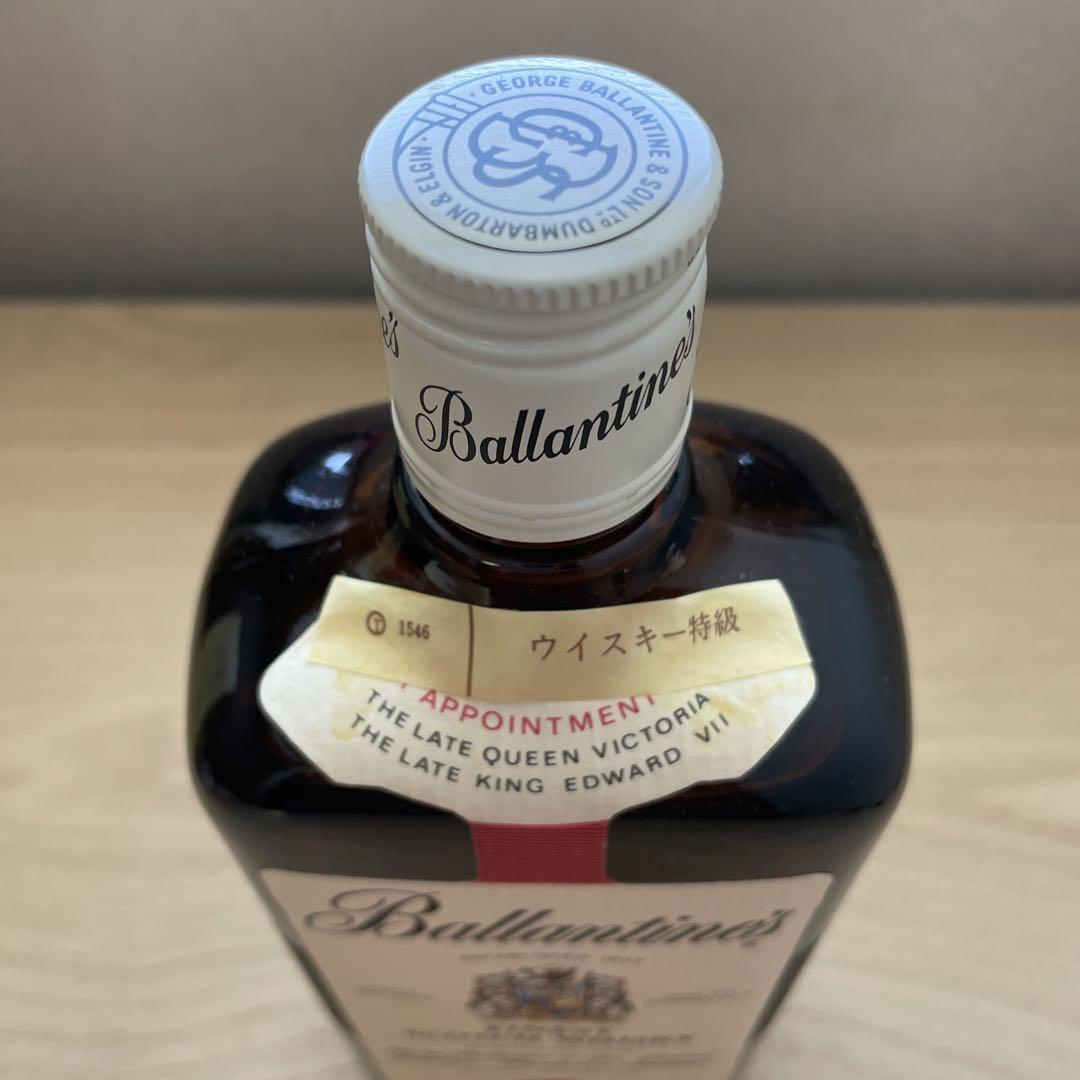 · GEORGE BALLANTINE & SON LTD DUMBARTON & ELGIN ·
GBS
e's
Ballantine's
Ⓣ 1546
ウイスキー特級
APPOINTMENT
THE LATE QUEEN VICTORIA
THE LATE KING EDWARD VII
Ballantine's